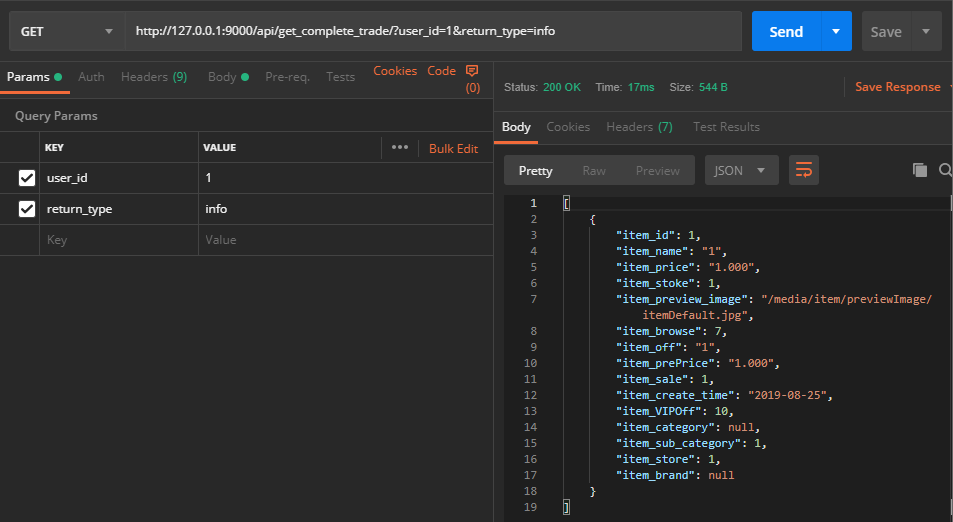 GET http://127.0.0.1:9000/api/get_complete_trade/?user_id=1&return_type=info Send Save
Params Auth Headers (9) Body Pre-req. Tests Cookies Code (0)
Query Params
KEY VALUE ••• Bulk Edit
user_id 1
return_type info
Key Value
Status: 200 OK Time: 17ms Size: 544 B Save Response
Body Cookies Headers (7) Test Results
Pretty Raw Preview JSON
1 [
2 {
3 "item_id": 1,
4 "item_name": "1",
5 "item_price": "1.000",
6 "item_stoke": 1,
7 "item_preview_image": "/media/item/previewImage/
itemDefault.jpg",
8 "item_browse": 7,
9 "item_off": "1",
10 "item_prePrice": "1.000",
11 "item_sale": 1,
12 "item_create_time": "2019-08-25",
13 "item_VIPOff": 10,
14 "item_category": null,
15 "item_sub_category": 1,
16 "item_store": 1,
17 "item_brand": null
18 }
19 ]